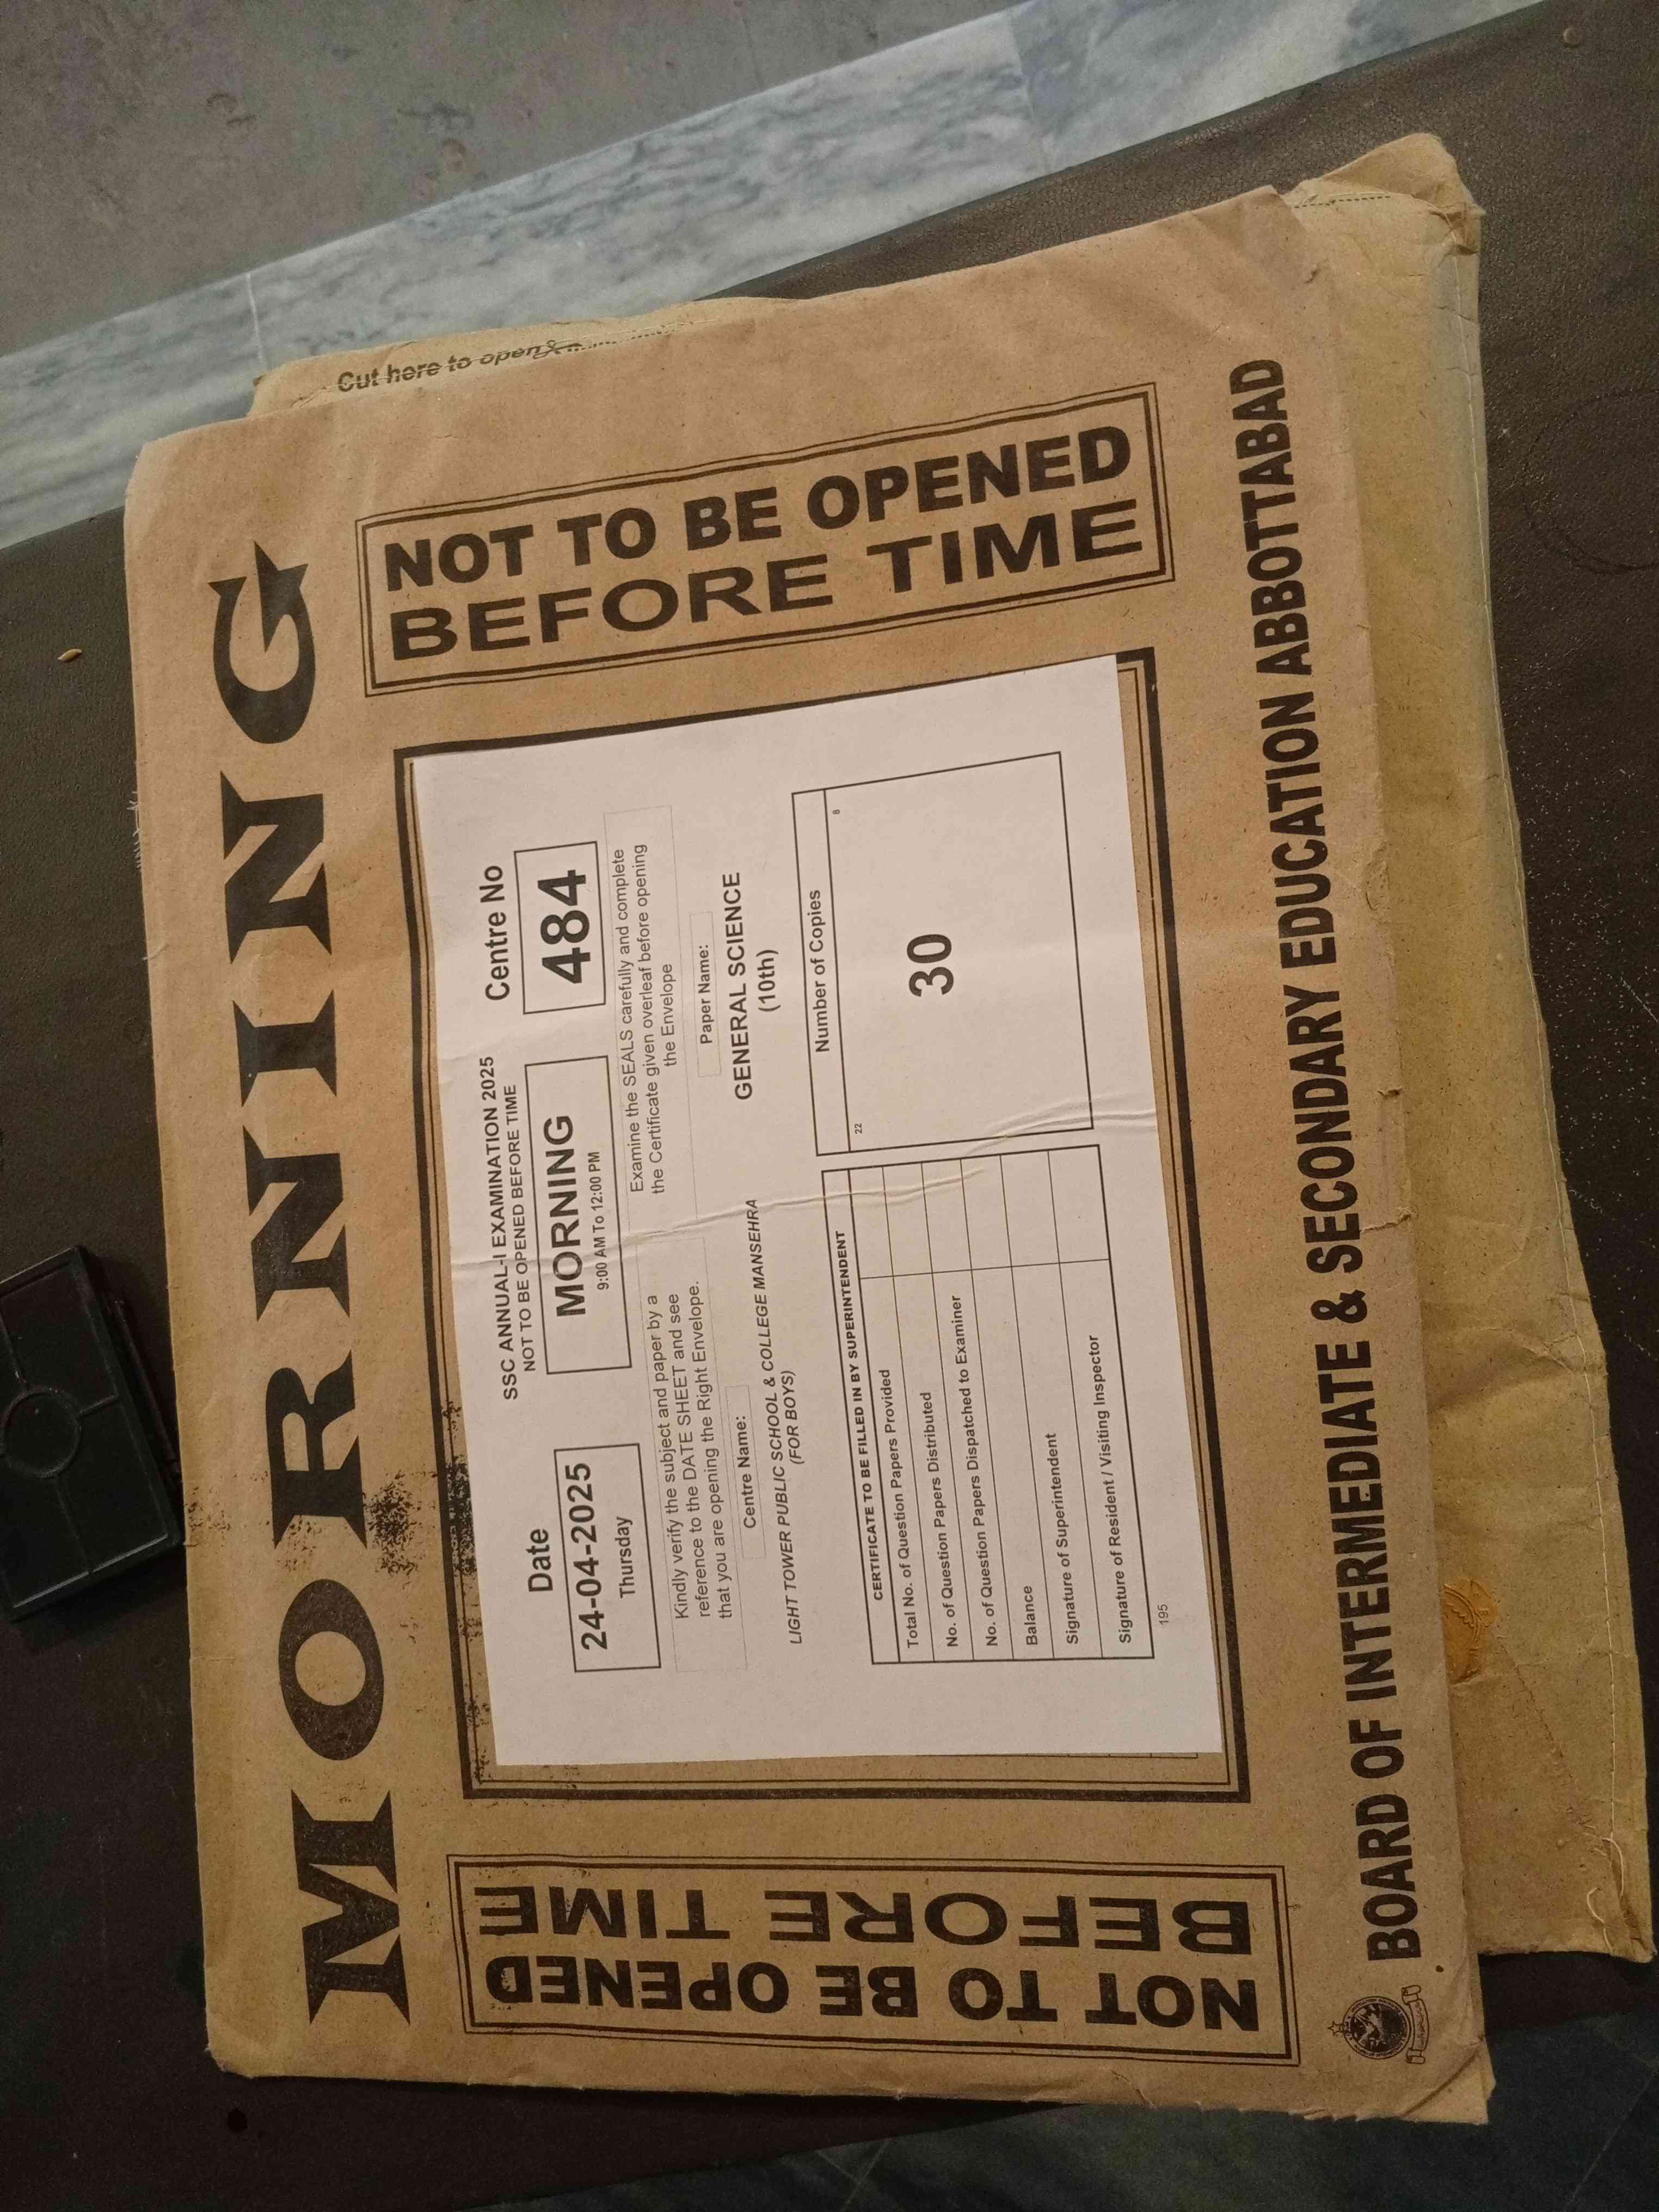 MORNING
NOT TO BE OPENED
BEFORE TIME
SSC ANNUAL-I EXAMINATION 2025
NOT TO BE OPENED BEFORE TIME
Date
24-04-2025
Thursday
MORNING
9:00 AM To 12:00 PM
Centre No
484
Kindly verify the subject and paper by a
reference to the DATE SHEET and see
that you are opening the Right Envelope.
Examine the SEALS carefully and complete
the Certificate given overleaf before opening
the Envelope
Centre Name:
LIGHT TOWER PUBLIC SCHOOL & COLLEGE MANSEHRA
(FOR BOYS)
Paper Name:
GENERAL SCIENCE
(10th)
CERTIFICATE TO BE FILLED IN BY SUPERINTENDENT
Total No. of Question Papers Provided
No. of Question Papers Distributed
No. of Question Papers Dispatched to Examiner
Balance
Signature of Superintendent
Signature of Resident / Visiting Inspector
195
Number of Copies
22
8
30
NOT TO BE OPENED
BEFORE TIME
BOARD OF INTERMEDIATE & SECONDARY EDUCATION ABBOTTABAD
Cut here to open